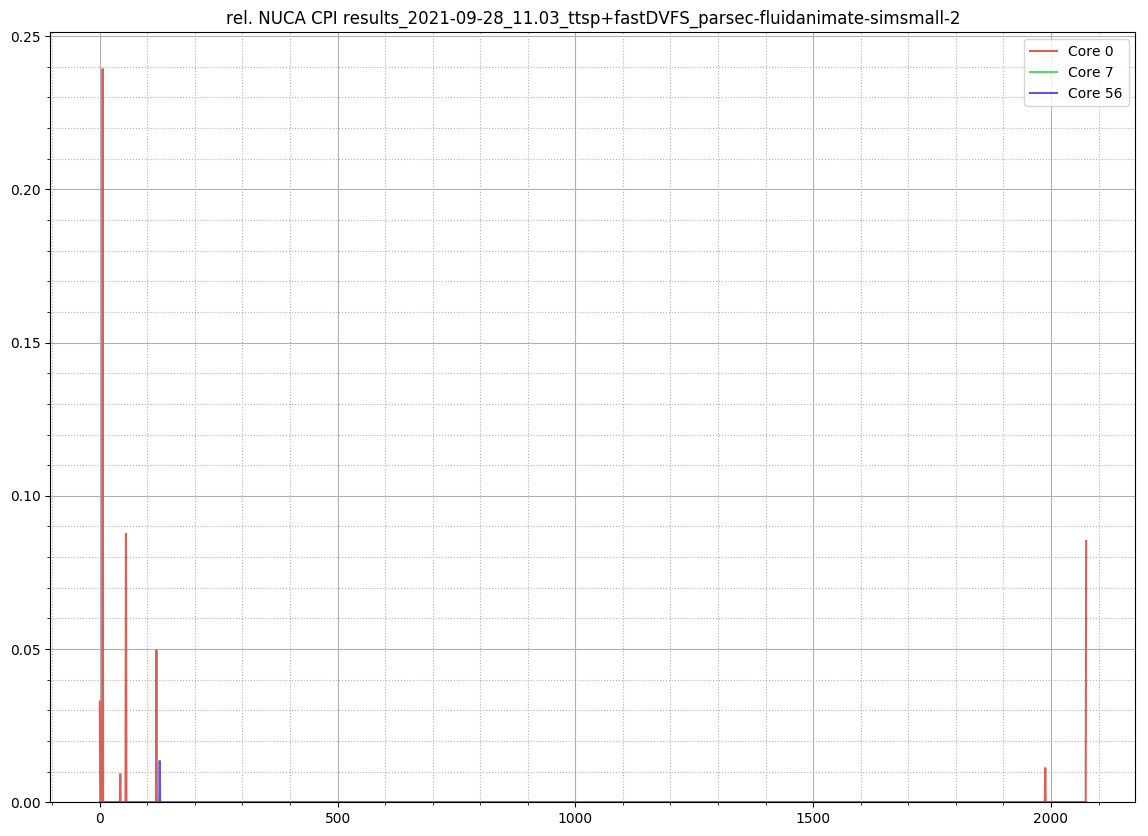 rel. NUCA CPI results_2021-09-28_11.03_ttsp+fastDVFS_parsec-fluidanimate-simsmall-2
0.25
0.20
0.15
0.10
0.05
0.00
Core 0
Core 7
Core 56
0 500 1000 1500 2000